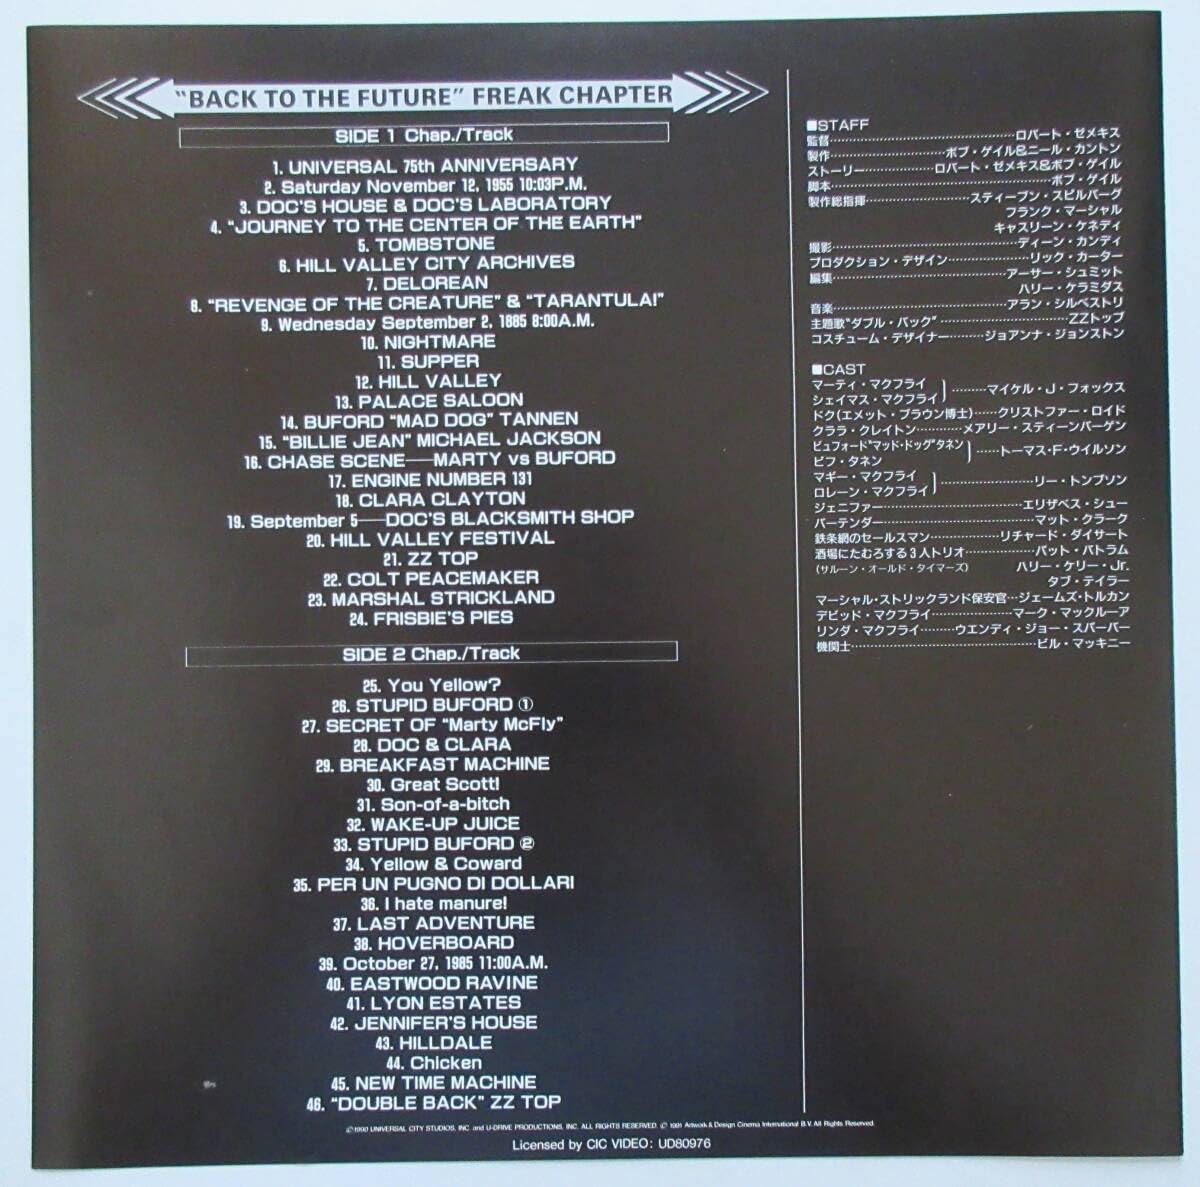 "BACK TO THE FUTURE" FREAK CHAPTER
SIDE 1 Chap./Track
1. UNIVERSAL 75th ANNIVERSARY
2. Saturday November 12, 1955 10:03P.M.
3. DOC'S HOUSE & DOC'S LABORATORY
4. "JOURNEY TO THE CENTER OF THE EARTH"
5. TOMBSTONE
6. HILL VALLEY CITY ARCHIVES
7. DELOREAN
8. "REVENGE OF THE CREATURE" & "TARANTULA!"
9. Wednesday September 2, 1885 8:00A.M.
10. NIGHTMARE
11. SUPPER
12. HILL VALLEY
13. PALACE SALOON
14. BUFORD "MAD DOG" TANNEN
15. "BILLIE JEAN" MICHAEL JACKSON
16. CHASE SCENE—MARTY vs BUFORD
17. ENGINE NUMBER 131
18. CLARA CLAYTON
19. September 5—DOC'S BLACKSMITH SHOP
20. HILL VALLEY FESTIVAL
21. ZZ TOP
22. COLT PEACEMAKER
23. MARSHAL STRICKLAND
24. FRISBIE'S PIES
SIDE 2 Chap./Track
25. You Yellow?
26. STUPID BUFORD ①
27. SECRET OF "Marty McFly"
28. DOC & CLARA
29. BREAKFAST MACHINE
30. Great Scott!
31. Son-of-a-bitch
32. WAKE-UP JUICE
33. STUPID BUFORD ②
34. Yellow & Coward
35. PER UN PUGNO DI DOLLARI
36. I hate manure!
37. LAST ADVENTURE
38. HOVERBOARD
39. October 27, 1985 11:00A.M.
40. EASTWOOD RAVINE
41. LYON ESTATES
42. JENNIFER'S HOUSE
43. HILLDALE
44. Chicken
45. NEW TIME MACHINE
46. "DOUBLE BACK" ZZ TOP
■STAFF
監督……ロバート・ゼメキス
製作……ボブ・ゲイル&ニール・カントン
ストーリー……ロバート・ゼメキス&ボブ・ゲイル
脚本……ボブ・ゲイル
製作総指揮……スティーブン・スピルバーグ
フランク・マーシャル
キャスリーン・ケネディ
撮影……ディーン・カンディ
プロダクション・デザイン……リック・カーター
編集……アーサー・シュミット
ハリー・ケラミダス
音楽……アラン・シルベストリ
主題歌"ダブル・バック"……ZZトップ
コスチューム・デザイナー……ジョアンナ・ジョンストン
■CAST
マーティ・マクフライ
シェイマス・マクフライ}……マイケル・J・フォックス
ドク(エメット・ブラウン博士)……クリストファー・ロイド
クララ・クレイトン……メアリー・スティーンバーゲン
ビュフォード"マッド・ドッグ"タネン
ビフ・タネン}……トーマス・F・ウイルソン
マギー・マクフライ
ロレーン・マクフライ}……リー・トンプソン
ジェニファー……エリザベス・シュー
バーテンダー……マット・クラーク
鉄条網のセールスマン……リチャード・ダイサート
酒場にたむろする3人トリオ……パット・バトラム
(サルーン・オールド・タイマーズ) ハリー・ケリー・Jr.
タブ・テイラー
マーシャル・ストリックランド保安官…ジェームズ・トルカン
デビッド・マクフライ……マーク・マックルーア
リンダ・マクフライ……ウエンディ・ジョー・スパーバー
機関士……ビル・マッキニー
©1990 UNIVERSAL CITY STUDIOS, INC. and U-DRIVE PRODUCTIONS, INC. ALL RIGHTS RESERVED. ©1991 Artwork & Design Cinema International B.V. All Rights Reserved.
Licensed by CIC VIDEO: UD80976